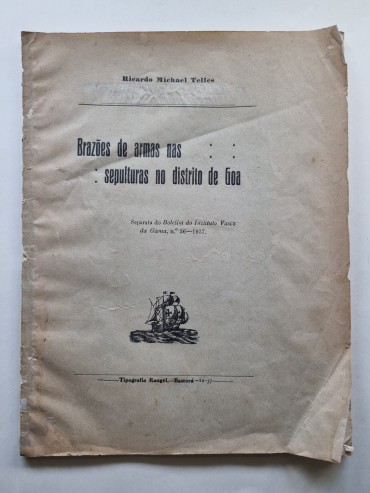 Ricardo Michael Telles
Brazões de armas nas : :
: sepulturas no distrito de Goa
Separata do Boletim do Instituto Vasco
da Gama, n.º 36—1937.
Tipografia Rangel, Bastorá